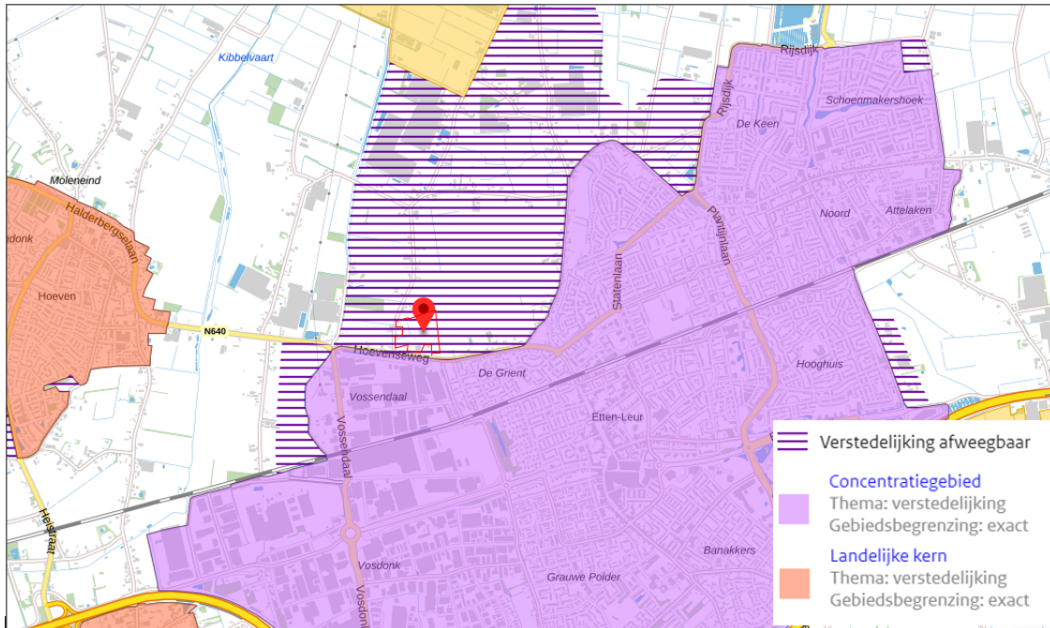 Kibbelvaart
Rijsdijk
Rijsdijk
Schoenmakershoek
De Keen
Moleneind
Halderbergselaan
Noord
Attelaken
Plantijnlaan
Hoeven
Statenlaan
N640
Hoevenseweg
De Grient
Hooghuis
Vossendaal
Etten-Leur
Vossendaal
Heistraat
Vosdonk
Grauwe Polder
Banakkers
Vosdonk
Verstedelijking afweegbaar
Concentratiegebied
Thema: verstedelijking
Gebiedsbegrenzing: exact
Landelijke kern
Thema: verstedelijking
Gebiedsbegrenzing: exact